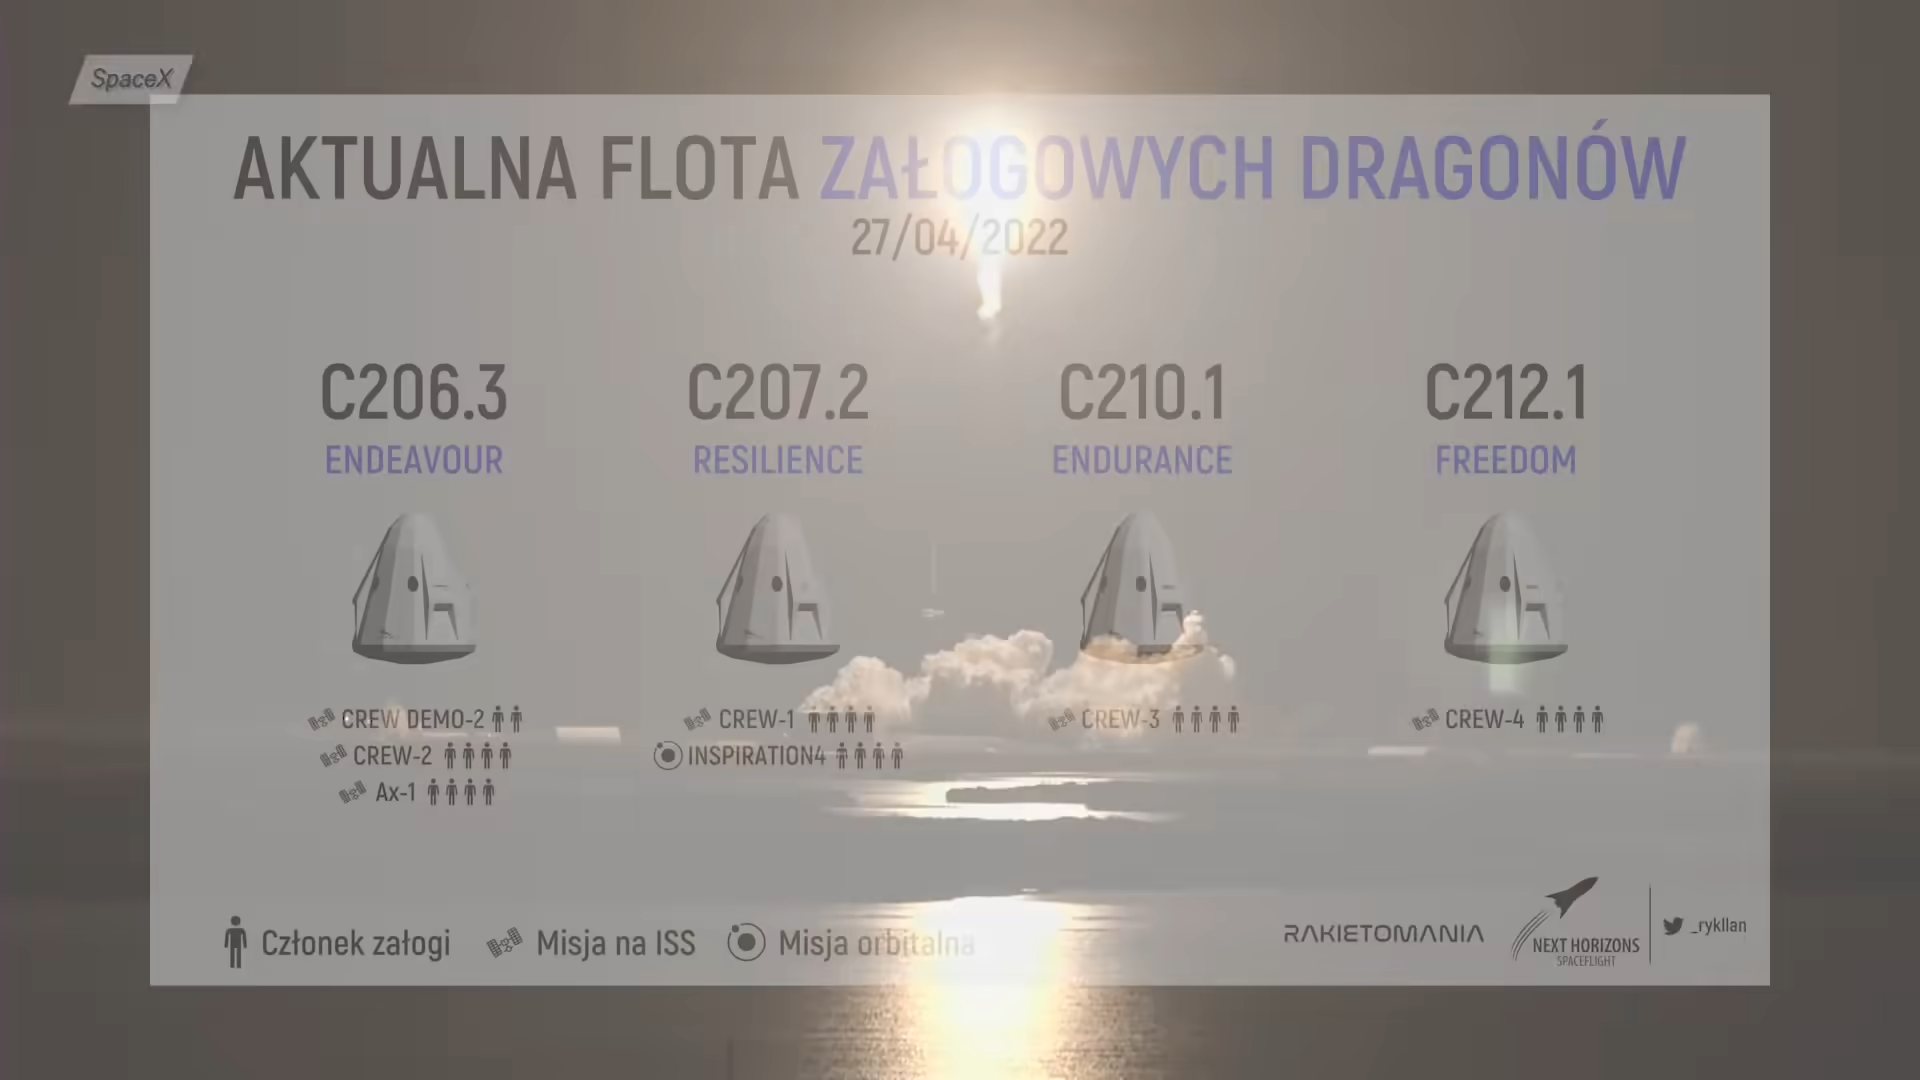 SpaceX
AKTUALNA FLOTA ZAŁOGOWYCH DRAGONÓW
27/04/2022
C206.3
ENDEAVOUR
CREW DEMO-2
CREW-2
Ax-1
C207.2
RESILIENCE
CREW-1
INSPIRATION4
C210.1
ENDURANCE
CREW-3
C212.1
FREEDOM
CREW-4
Członek załogi
Misja na ISS
Misja orbitalna
RAKIETOMANIA
NEXT HORIZONS
SPACEFLIGHT
_rykllan